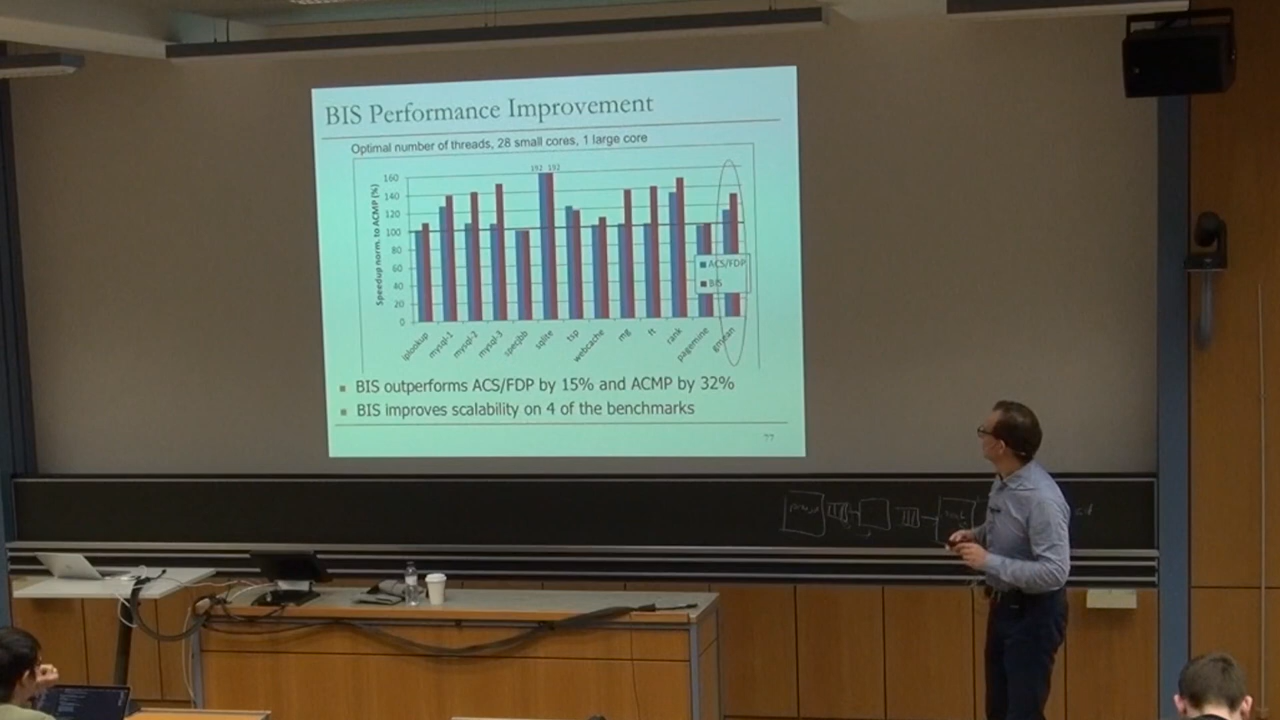 BIS Performance Improvement
Optimal number of threads, 28 small cores, 1 large core
192 192
Speedup norm. to ACMP (%)
160
140
120
100
80
60
40
20
0
ACS/FDP
BIS
iplookup
mysql-1
mysql-2
mysql-3
specjbb
sqlite
tsp
webcache
mg
ft
rank
pagemine
gmean
BIS outperforms ACS/FDP by 15% and ACMP by 32%
BIS improves scalability on 4 of the benchmarks
77